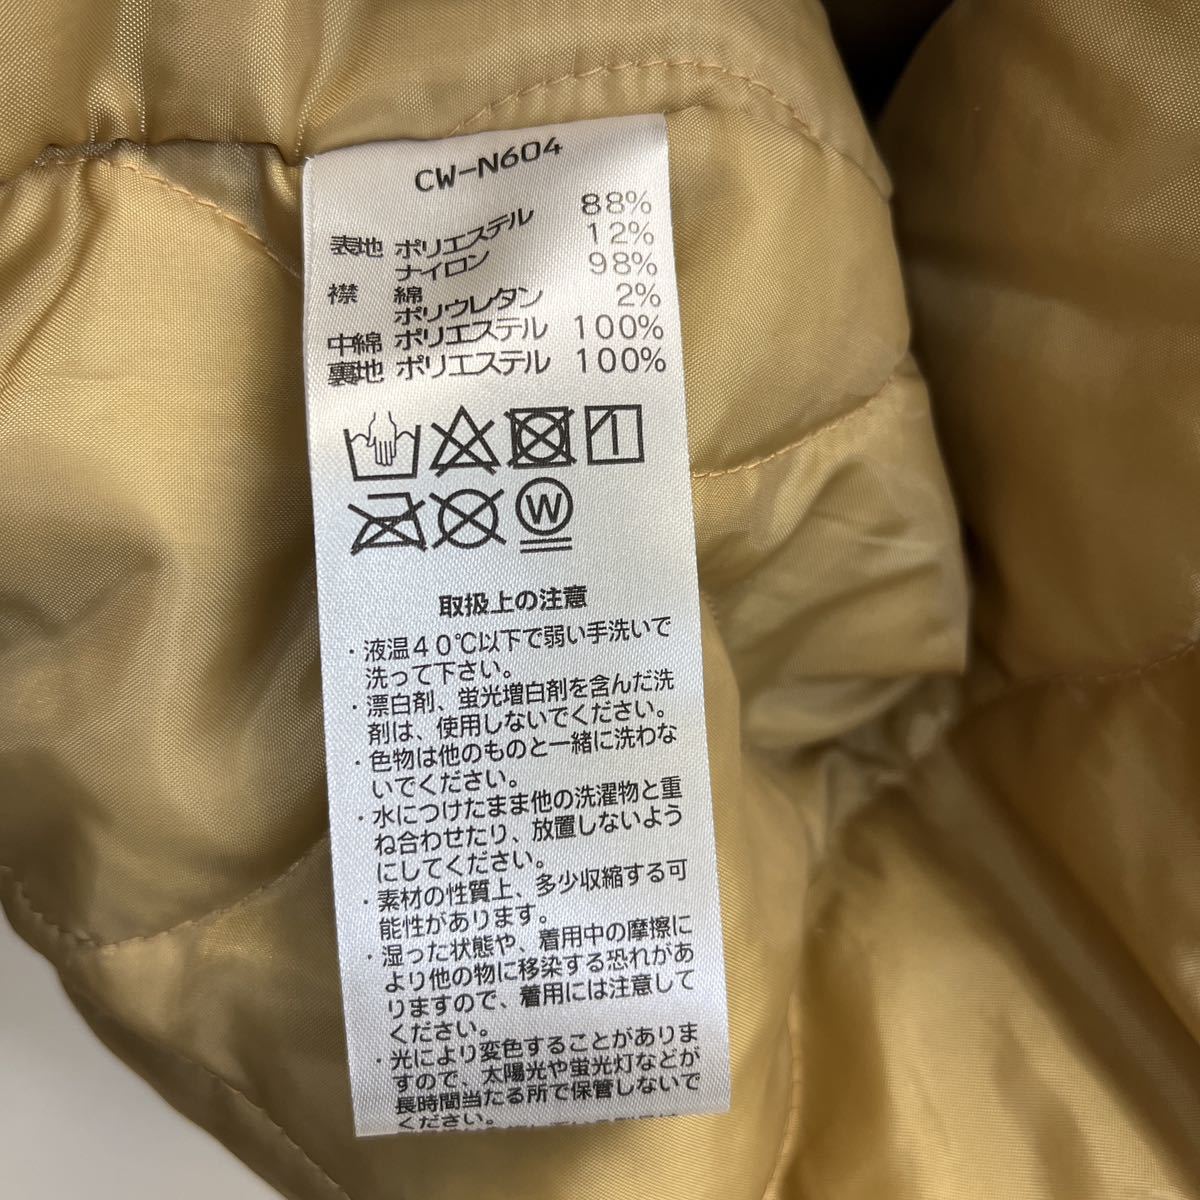 CW-N604
表地 ポリエステル 88%
ナイロン 12%
襟 綿 98%
ポリウレタン 2%
中綿 ポリエステル 100%
裏地 ポリエステル 100%
W
取扱上の注意
・液温40℃以下で弱い手洗いで
洗って下さい。
・漂白剤、蛍光増白剤を含んだ洗
剤は、使用しないでください。
・色物は他のものと一緒に洗わな
いでください。
・水につけたまま他の洗濯物と重
ね合わせたり、放置しないよう
にしてください。
・素材の性質上、多少収縮する可
能性があります。
・湿った状態や、着用中の摩擦に
より他の物に移染する恐れがあ
りますので、着用には注意して
ください。
・光により変色することがありま
すので、太陽光や蛍光灯などが
長時間当たる所で保管しないで
ください。